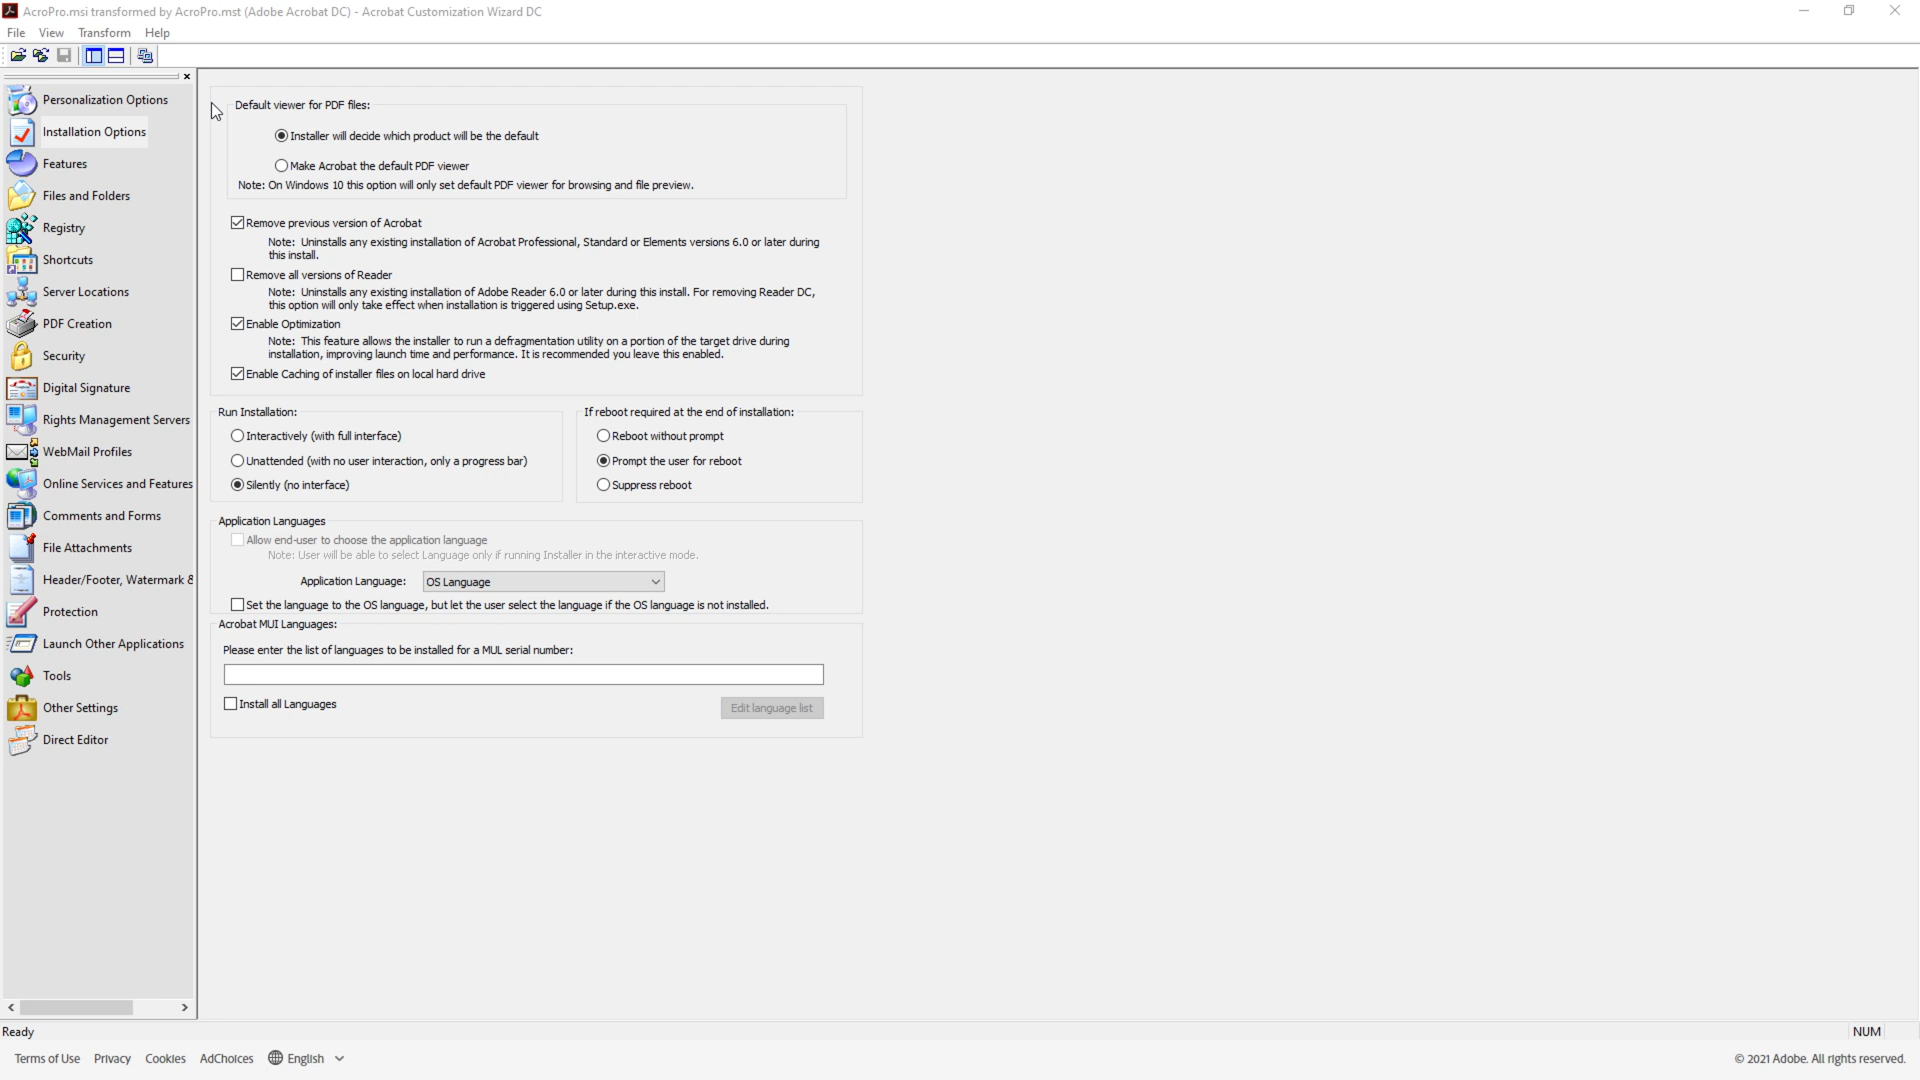 AcroPro.msi transformed by AcroPro.mst (Adobe Acrobat DC) - Acrobat Customization Wizard DC
File View Transform Help
Personalization Options
Installation Options
Features
Files and Folders
Registry
Shortcuts
Server Locations
PDF Creation
Security
Digital Signature
Rights Management Servers
WebMail Profiles
Online Services and Features
Comments and Forms
File Attachments
Header/Footer, Watermark &
Protection
Launch Other Applications
Tools
Other Settings
Direct Editor
Default viewer for PDF files:
Installer will decide which product will be the default
Make Acrobat the default PDF viewer
Note: On Windows 10 this option will only set default PDF viewer for browsing and file preview.
Remove previous version of Acrobat
Note: Uninstalls any existing installation of Acrobat Professional, Standard or Elements versions 6.0 or later during
this install.
Remove all versions of Reader
Note: Uninstalls any existing installation of Adobe Reader 6.0 or later during this install. For removing Reader DC,
this option will only take effect when installation is triggered using Setup.exe.
Enable Optimization
Note: This feature allows the installer to run a defragmentation utility on a portion of the target drive during
installation, improving launch time and performance. It is recommended you leave this enabled.
Enable Caching of installer files on local hard drive
Run Installation:
Interactively (with full interface)
Unattended (with no user interaction, only a progress bar)
Silently (no interface)
If reboot required at the end of installation:
Reboot without prompt
Prompt the user for reboot
Suppress reboot
Application Languages
Allow end-user to choose the application language
Note: User will be able to select Language only if running Installer in the interactive mode.
Application Language: OS Language
Set the language to the OS language, but let the user select the language if the OS language is not installed.
Acrobat MUI Languages:
Please enter the list of languages to be installed for a MUL serial number:
Install all Languages
Edit language list
Ready
NUM
Terms of Use Privacy Cookies AdChoices English
© 2021 Adobe. All rights reserved.